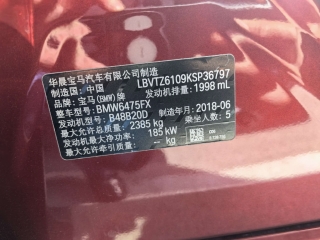 华晨宝马汽车有限公司制造
制造国：中国 LBVTZ6109KSP36797
品牌：宝马(BMW)牌 发动机排量：1998 mL
整车型号：BMW6475FX
发动机型号：B48B20D 制造年月：2018-06
最大允许总质量：2385 kg 乘坐人数：5
发动机最大净功率：185 kW
最大允许牵引质量：－ kg